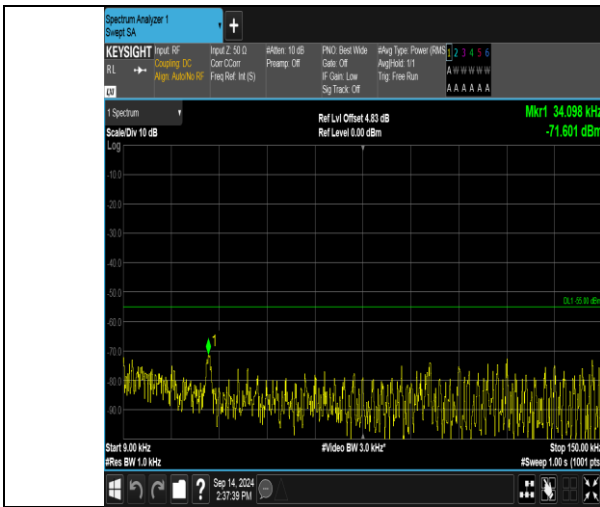 Spectrum Analyzer 1
Swept SA
KEYSIGHT Input: RF Input Z: 50 Ω #Atten: 10 dB PNO: Best Wide #Avg Type: Power (RMS 1 2 3 4 5 6
RL Coupling: DC Corr CCorr Preamp: Off Gate: Off Avg|Hold: 1/1 A W W W W W
Align: Auto/No RF Freq Ref: Int (S) IF Gain: Low Trig: Free Run
Sig Track: Off A A A A A A
LXI
1 Spectrum Ref Lvl Offset 4.83 dB Mkr1 34.098 kHz
Scale/Div 10 dB Ref Level 0.00 dBm -71.601 dBm
Log
-10.0
-20.0
-30.0
-40.0
-50.0
DL1 -55.00 dBm
-60.0
1
-70.0
-80.0
-90.0
Start 9.00 kHz #Video BW 3.0 kHz* Stop 150.00 kHz
#Res BW 1.0 kHz #Sweep 1.00 s (1001 pts
? Sep 14, 2024
2:37:39 PM